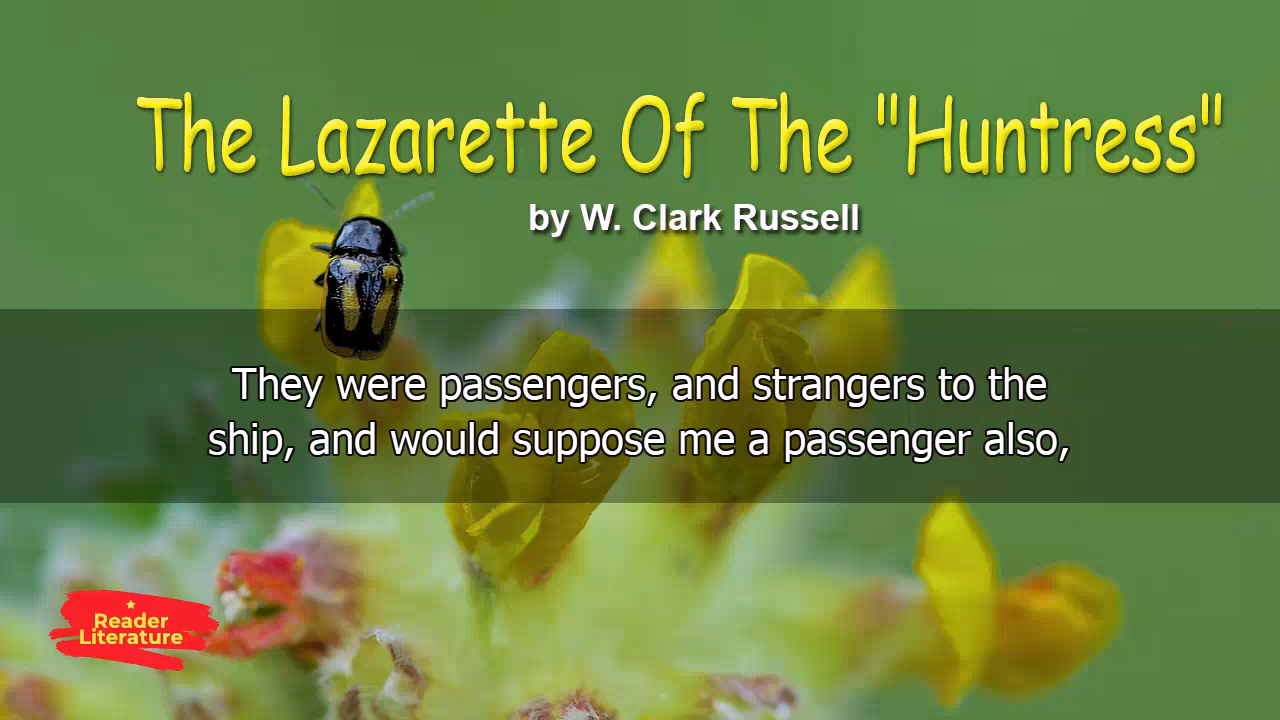 The Lazarette Of The "Huntress"
by W. Clark Russell
They were passengers, and strangers to the
ship, and would suppose me a passenger also,
Reader
Literature